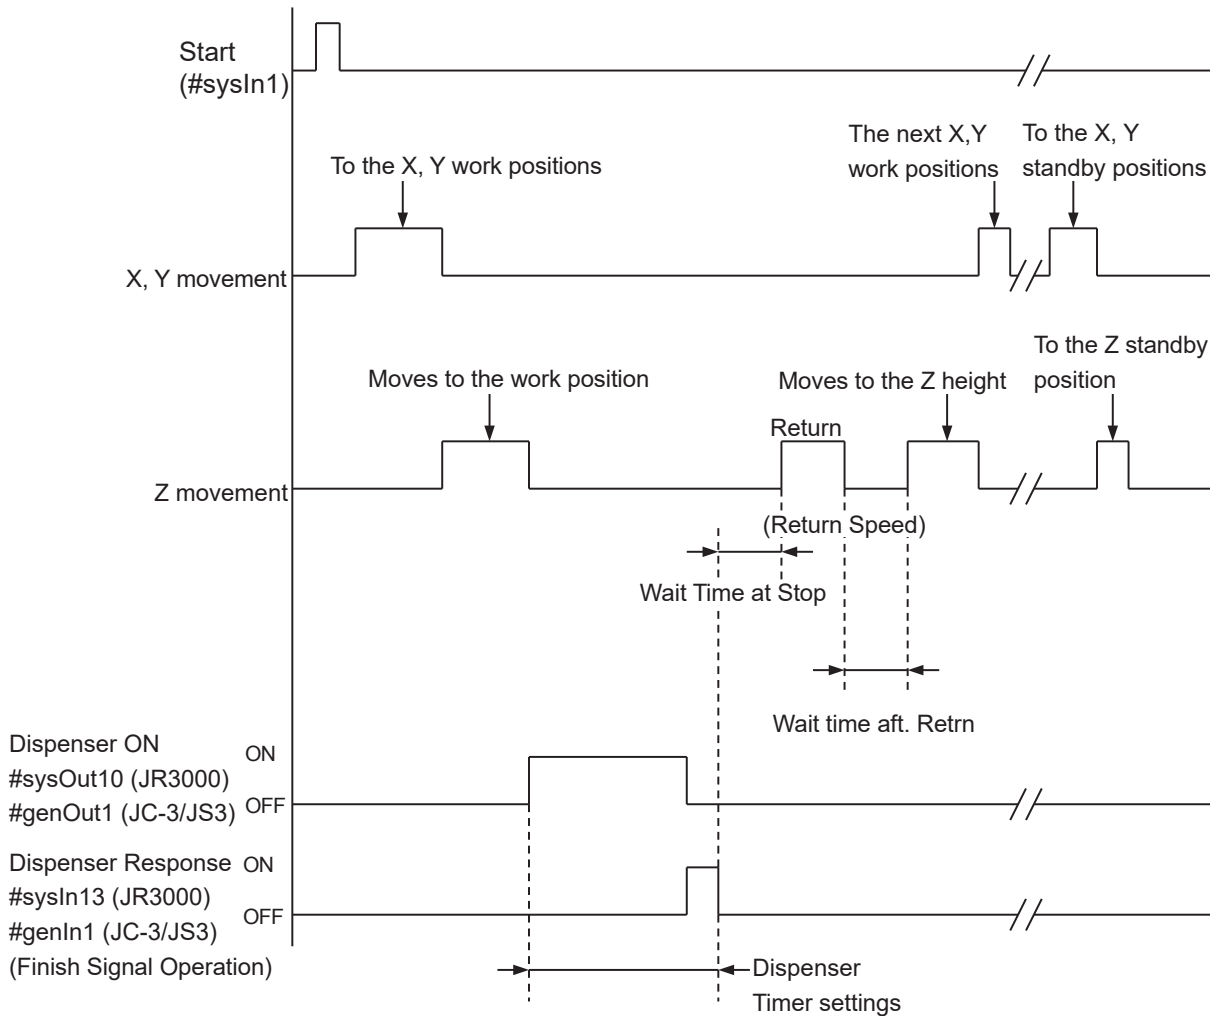 Start
(#sysIn1)
The next X,Y
work positions
To the X, Y
standby positions
To the X, Y work positions
X, Y movement
To the Z standby
position
Moves to the work position
Moves to the Z height
Return
Z movement
(Return Speed)
Wait Time at Stop
Wait time aft. Retrn
Dispenser ON
#sysOut10 (JR3000)
#genOut1 (JC-3/JS3)
ON
OFF
Dispenser Response
#sysIn13 (JR3000)
#genIn1 (JC-3/JS3)
(Finish Signal Operation)
ON
OFF
Dispenser
Timer settings